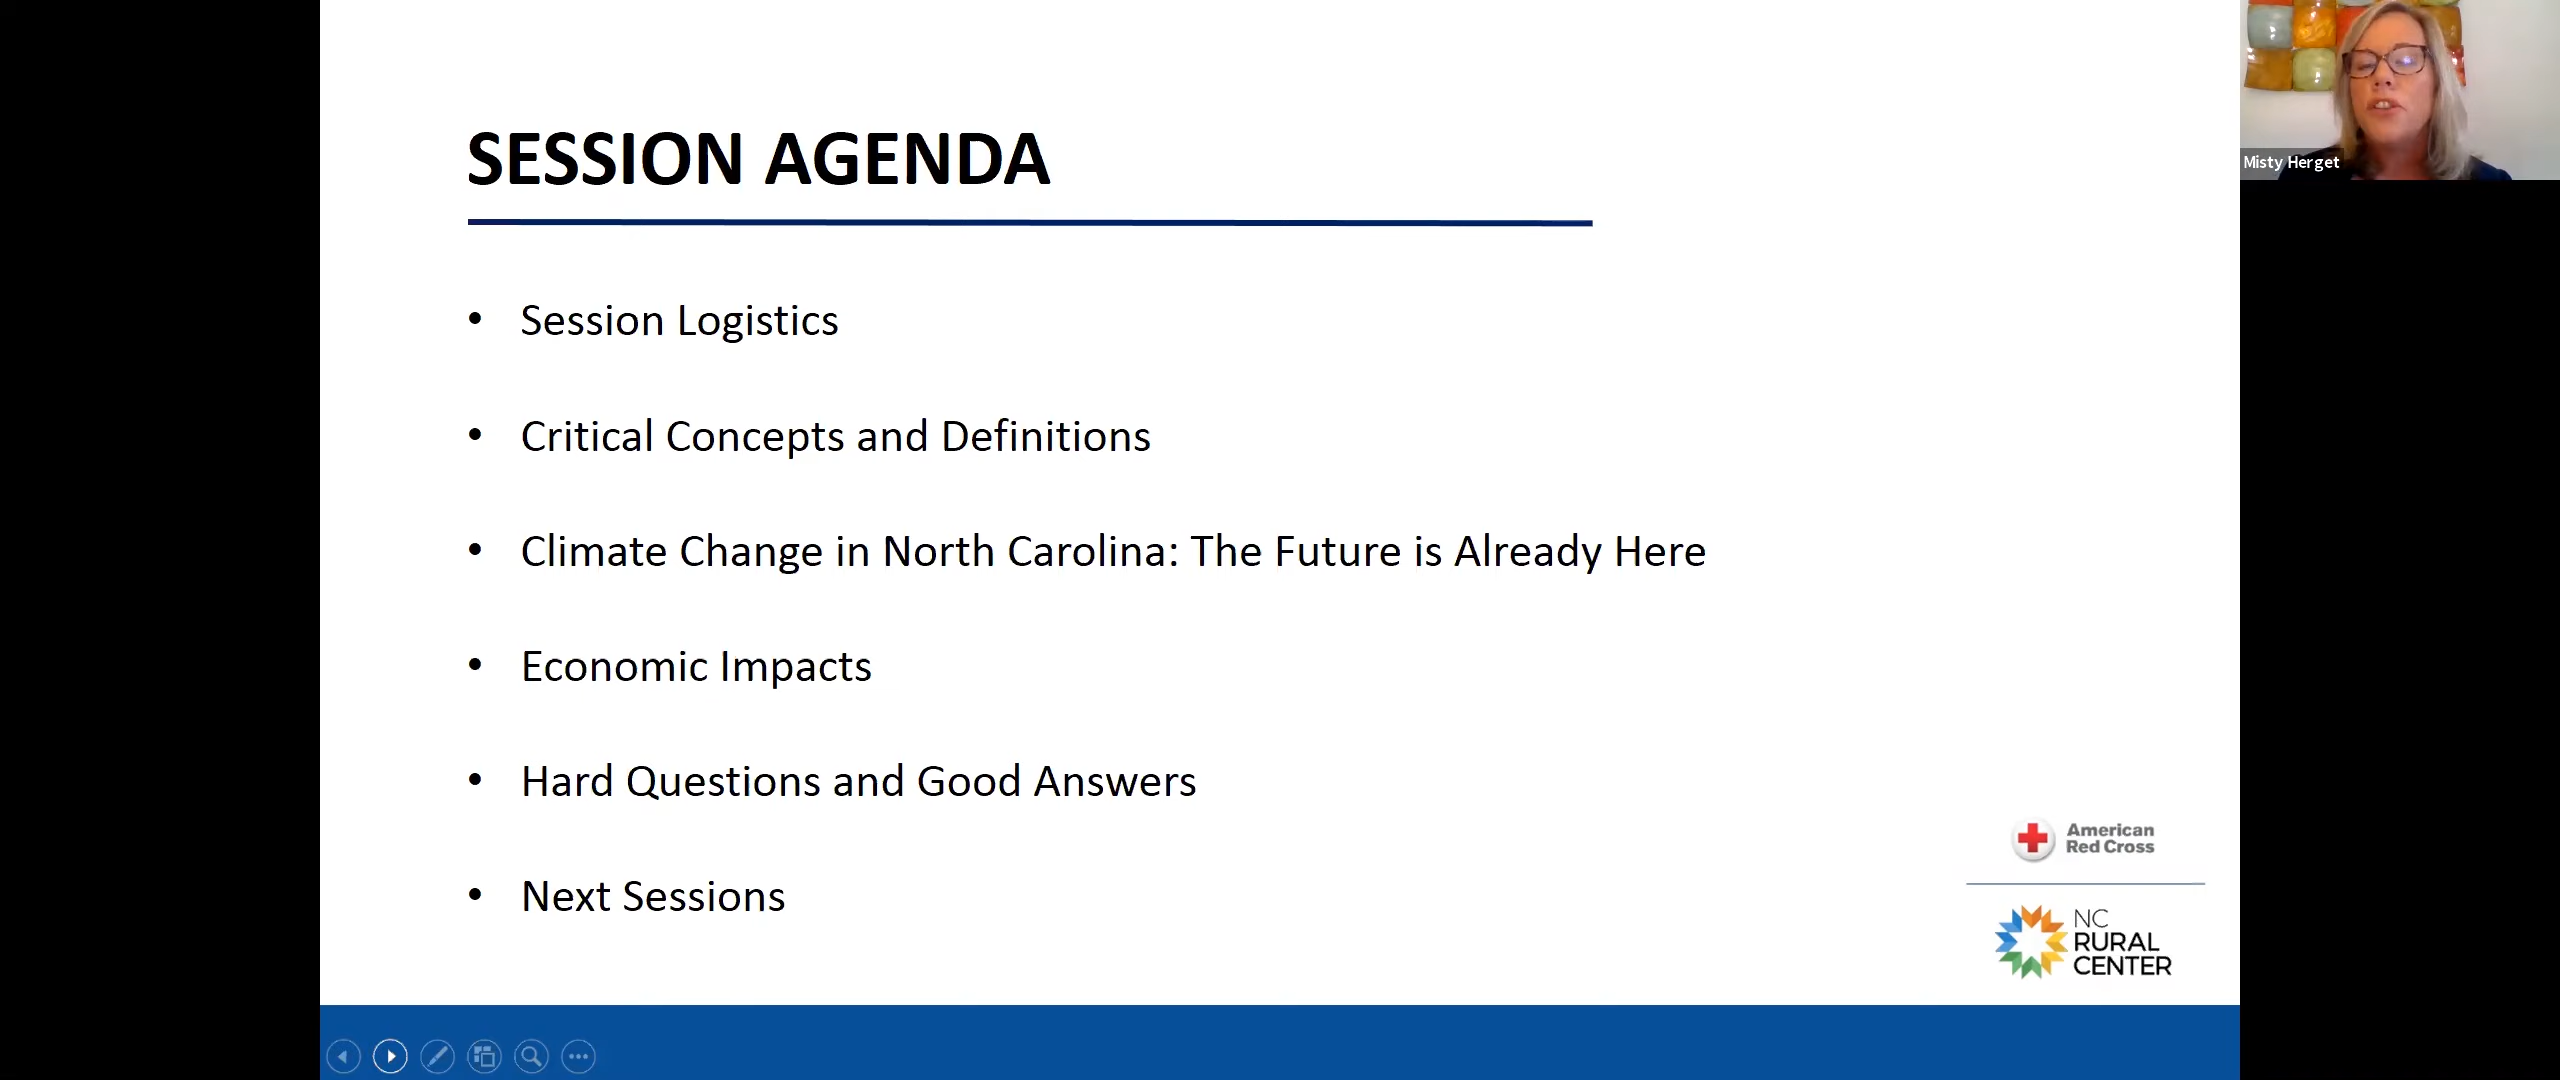 SESSION AGENDA
• Session Logistics
• Critical Concepts and Definitions
• Climate Change in North Carolina: The Future is Already Here
• Economic Impacts
• Hard Questions and Good Answers
• Next Sessions
American
Red Cross
NC
RURAL
CENTER
Misty Herget